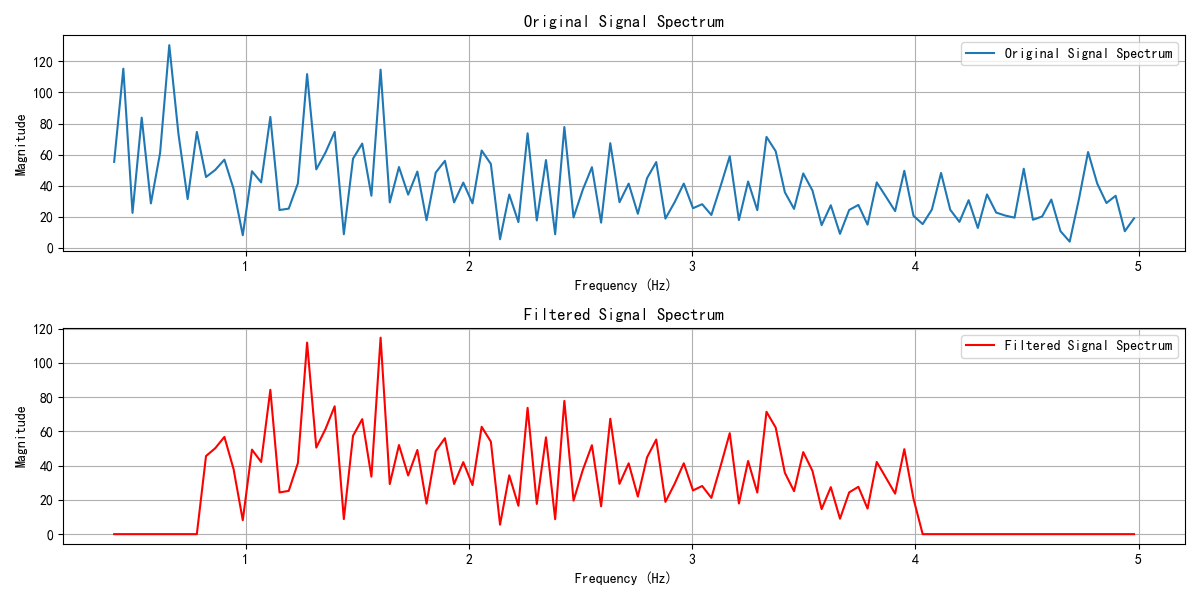 Original Signal Spectrum
Original Signal Spectrum
Magnitude
120
100
80
60
40
20
0
1 2 3 4 5
Frequency (Hz)
Filtered Signal Spectrum
Filtered Signal Spectrum
Magnitude
120
100
80
60
40
20
0
1 2 3 4 5
Frequency (Hz)